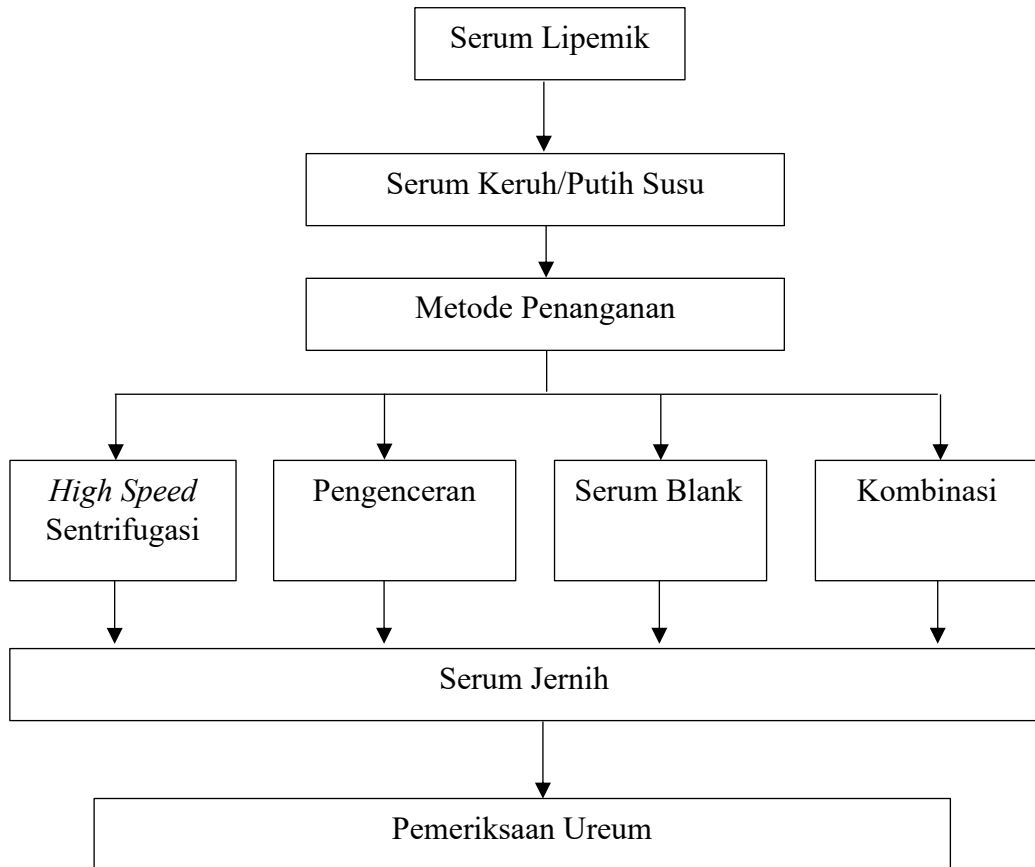 Serum Lipemik
Serum Keruh/Putih Susu
Metode Penanganan
High Speed
Sentrifugasi
Pengenceran
Serum Blank
Kombinasi
Serum Jernih
Pemeriksaan Ureum